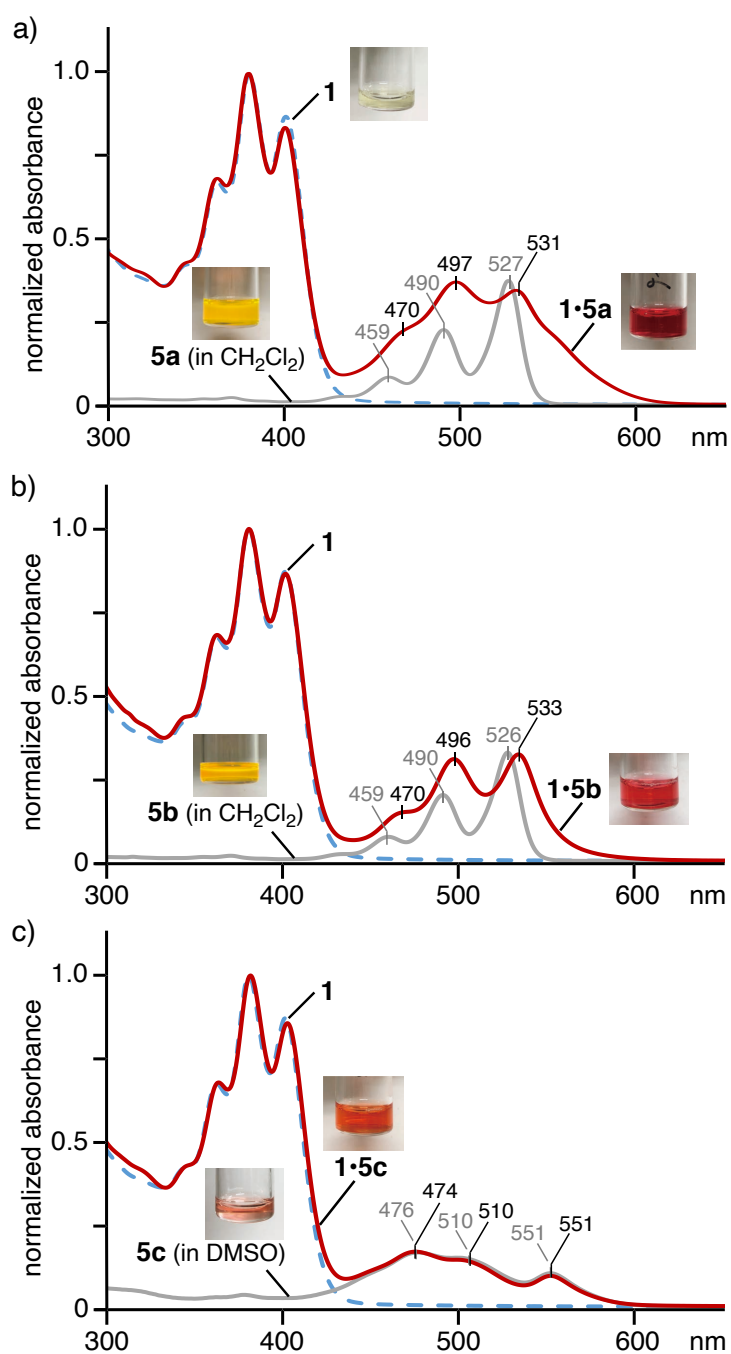 a)
normalized absorbance
1.0
0.5
0
1
5a (in CH₂Cl₂)
459
470
490
497
527
531
1•5a
300
400
500
600
nm
b)
normalized absorbance
1.0
0.5
0
1
5b (in CH₂Cl₂)
459
470
490
496
526
533
1•5b
300
400
500
600
nm
c)
normalized absorbance
1.0
0.5
0
1
1•5c
5c (in DMSO)
476
474
510
510
551
551
300
400
500
600
nm